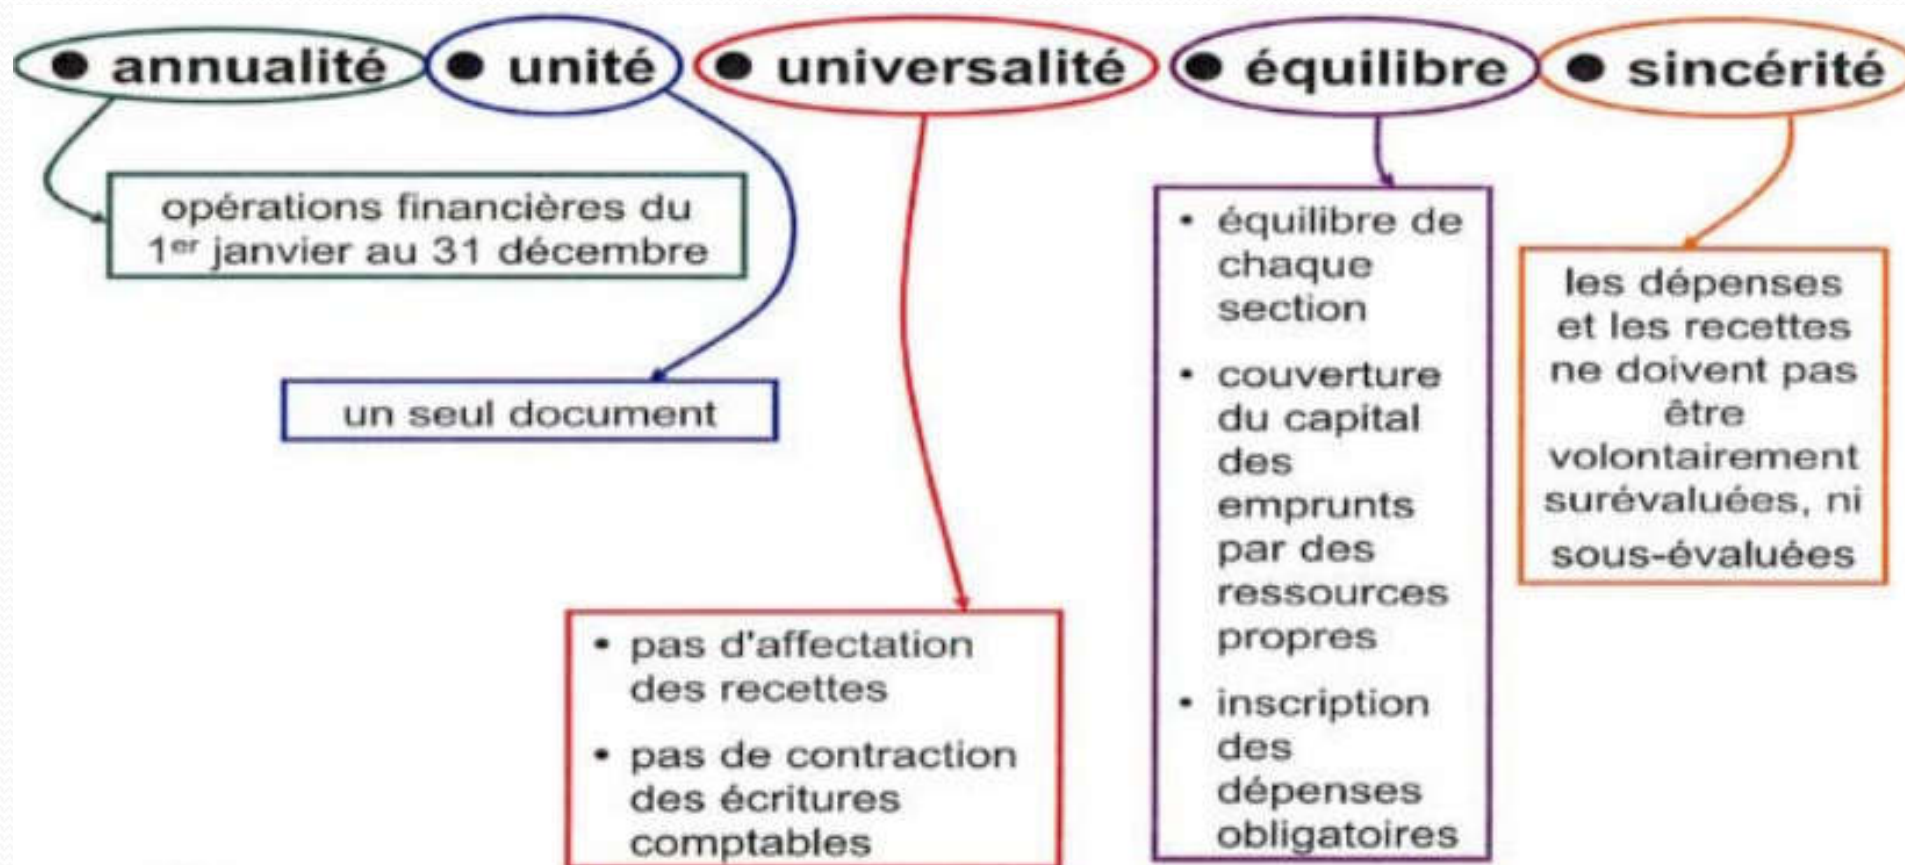 • annualité • unité • universalité • équilibre • sincérité
opérations financières du
1er janvier au 31 décembre
un seul document
• pas d'affectation
des recettes
• pas de contraction
des écritures
comptables
• équilibre de
chaque
section
• couverture
du capital
des
emprunts
par des
ressources
propres
• inscription
des
dépenses
obligatoires
les dépenses
et les recettes
ne doivent pas
être
volontairement
surévaluées, ni
sous-évaluées